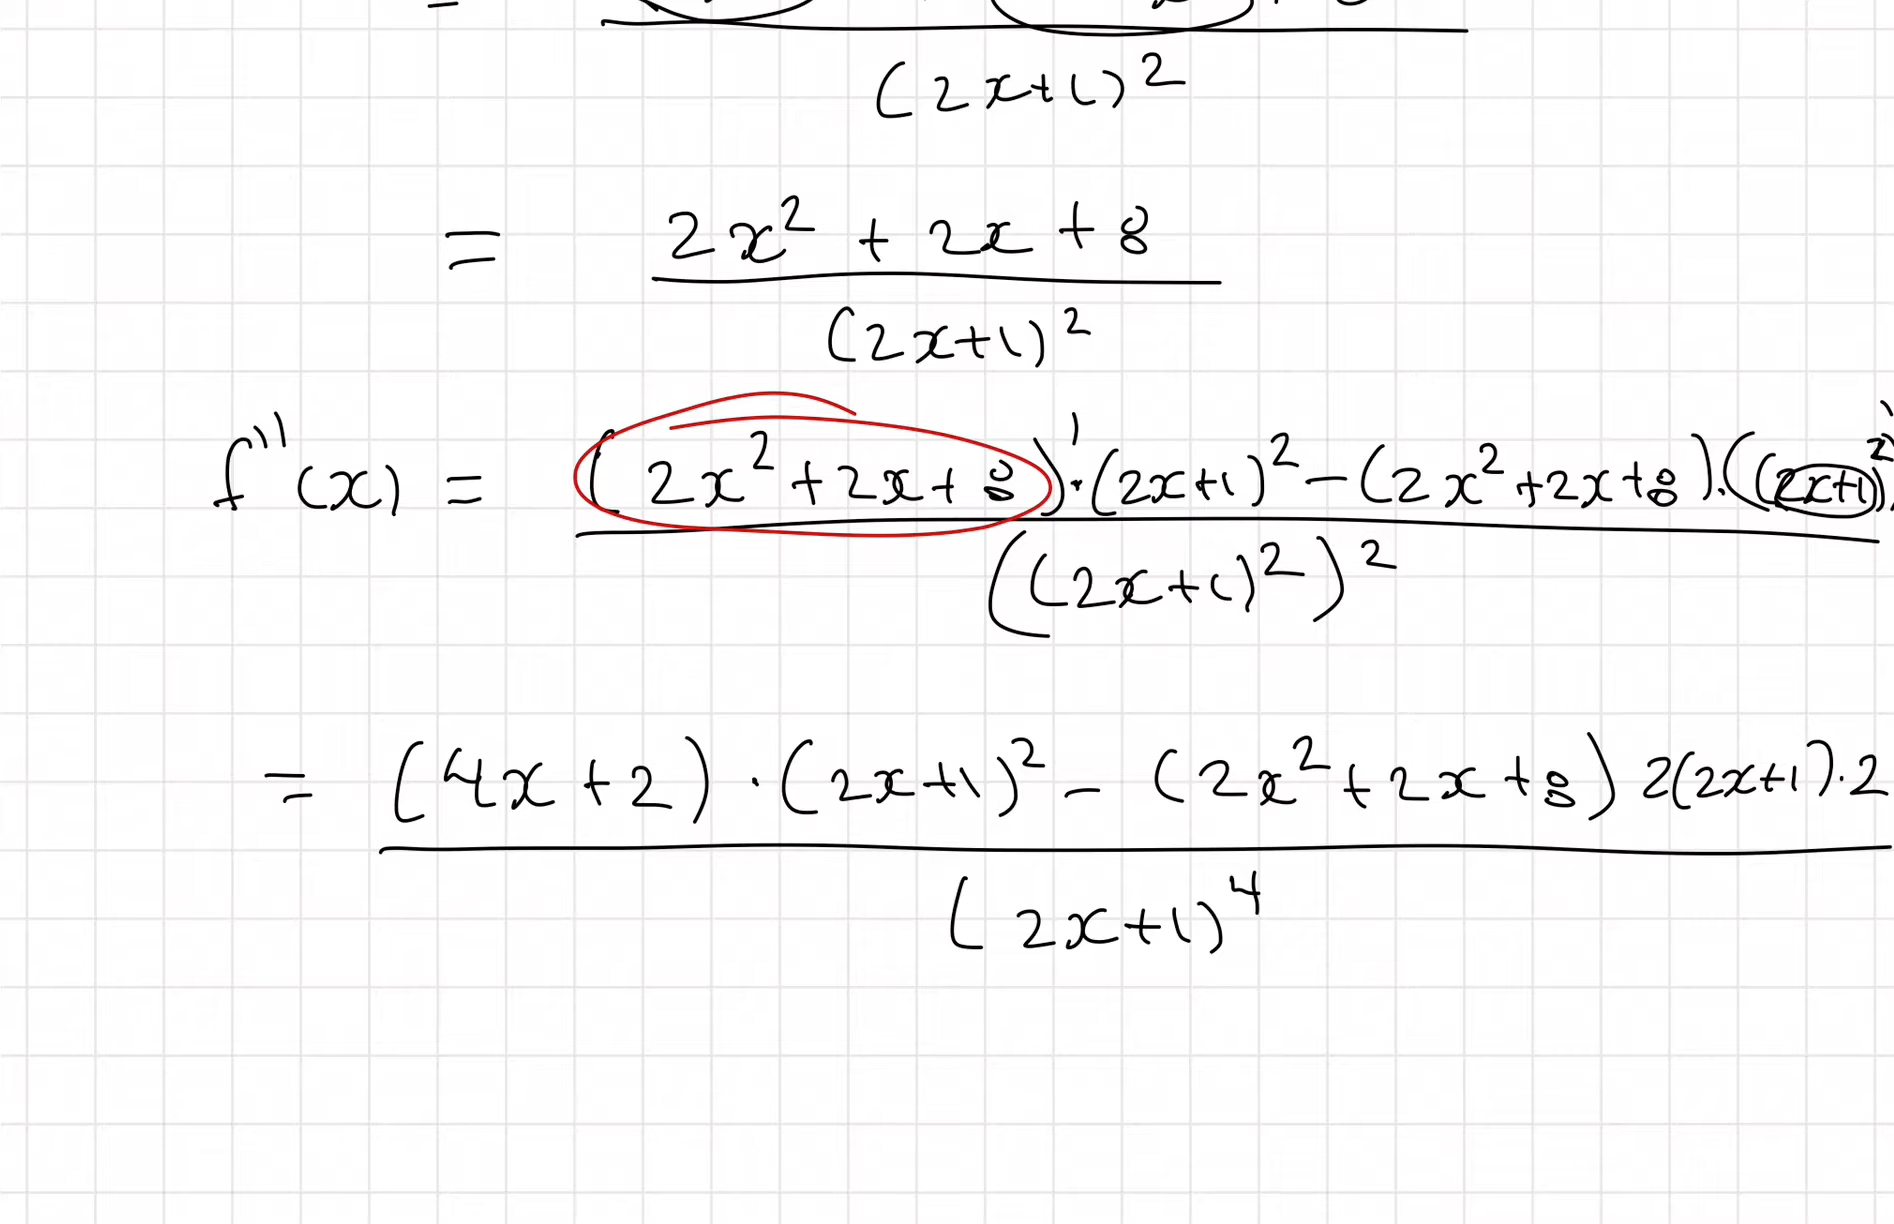 =
(2x+1)²
= 2x² + 2x + 8
(2x+1)²
f''(x) = (2x²+2x+8)'·(2x+1)² − (2x²+2x+8).((2x+1)²)'
((2x+1)²)²
= (4x+2)·(2x+1)² − (2x²+2x+8) 2(2x+1).2
(2x+1)⁴